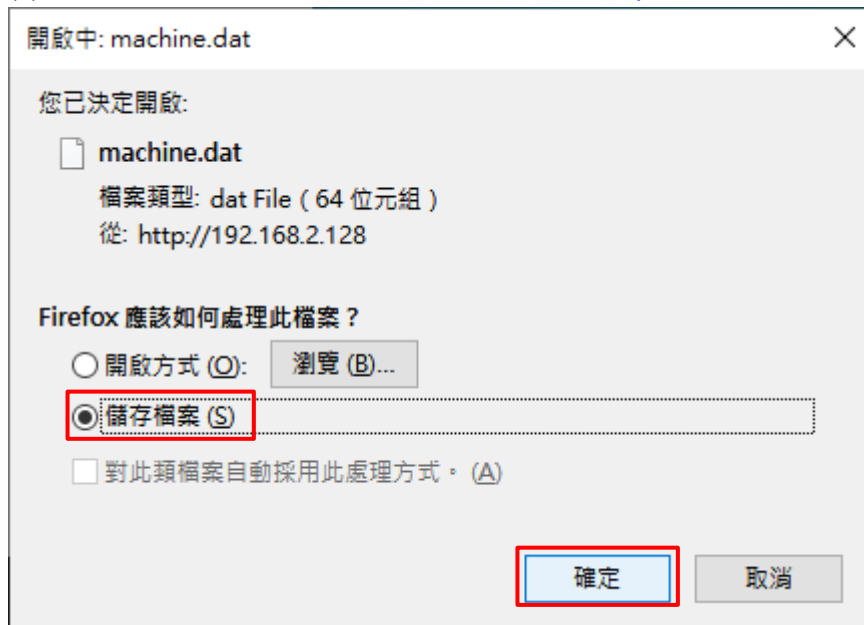 開啟中: machine.dat
您已決定開啟:
machine.dat
檔案類型: dat File ( 64 位元組 )
從: http://192.168.2.128
Firefox 應該如何處理此檔案？
開啟方式 (O): 瀏覽 (B)...
儲存檔案 (S)
對此類檔案自動採用此處理方式。 (A)
確定 取消